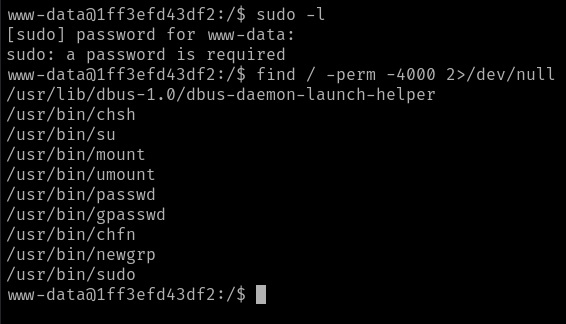 www-data@1ff3efd43df2:/$ sudo -l
[sudo] password for www-data:
sudo: a password is required
www-data@1ff3efd43df2:/$ find / -perm -4000 2>/dev/null
/usr/lib/dbus-1.0/dbus-daemon-launch-helper
/usr/bin/chsh
/usr/bin/su
/usr/bin/mount
/usr/bin/umount
/usr/bin/passwd
/usr/bin/gpasswd
/usr/bin/chfn
/usr/bin/newgrp
/usr/bin/sudo
www-data@1ff3efd43df2:/$